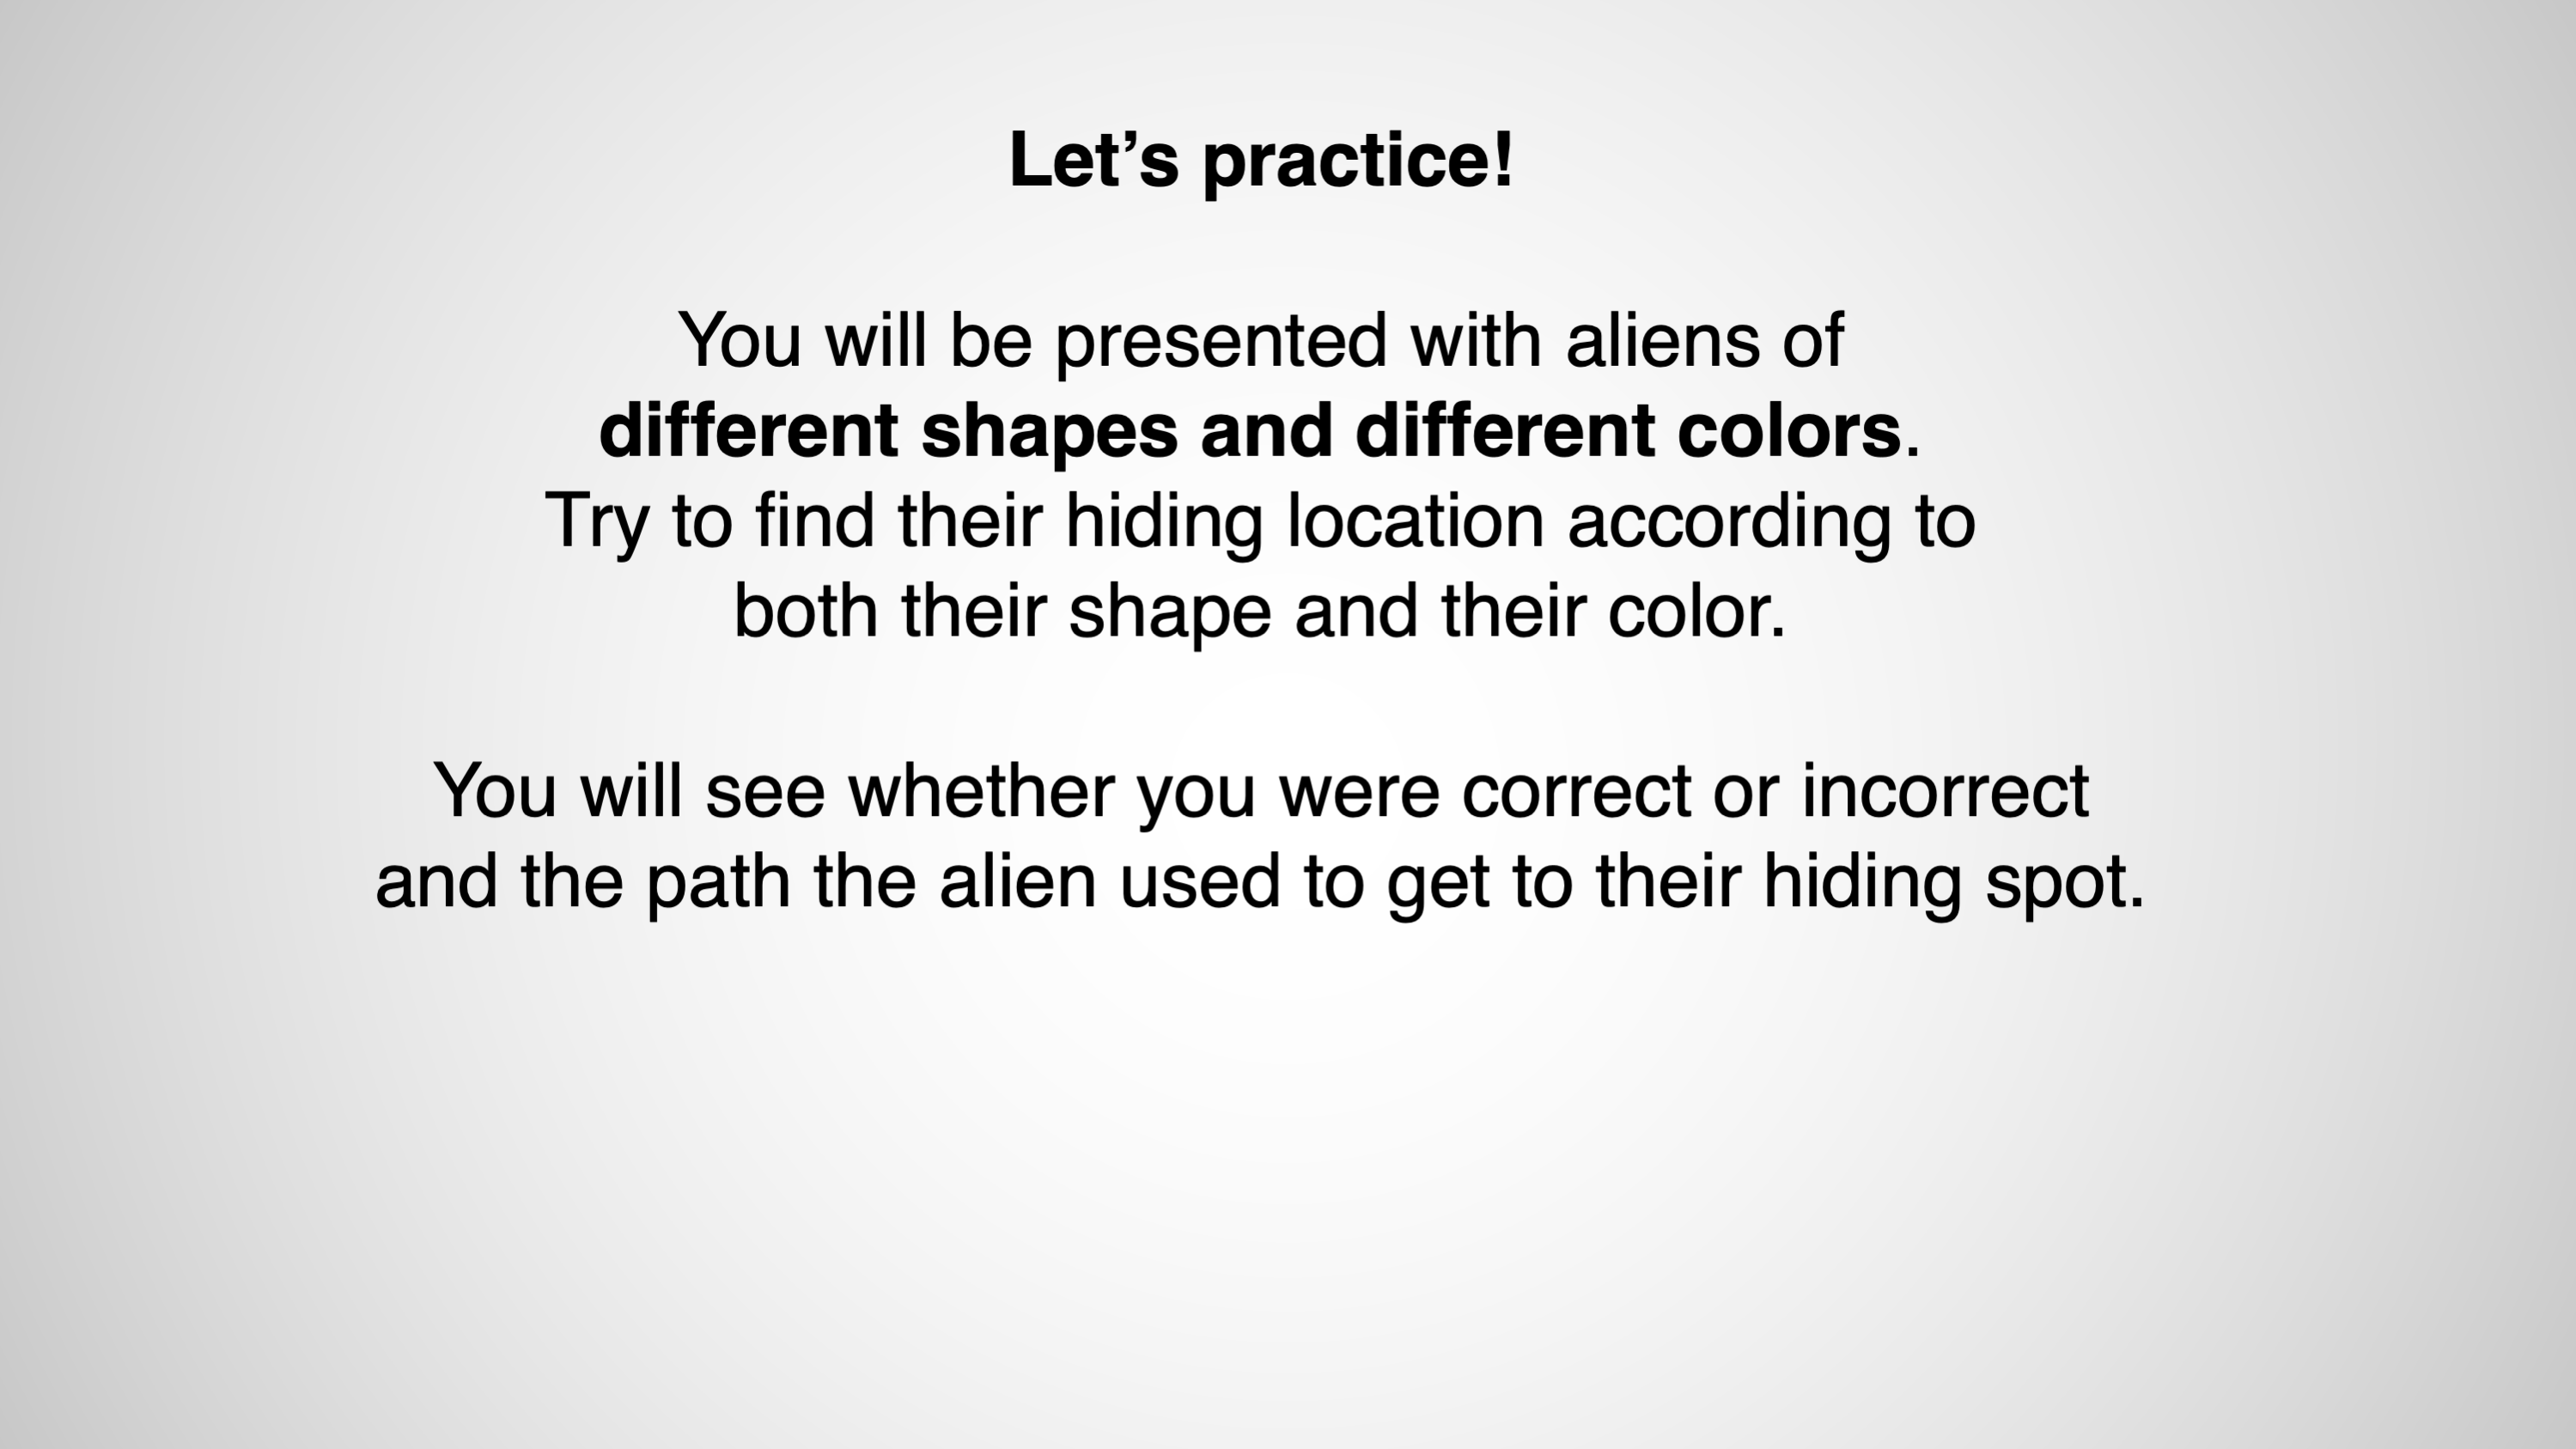 Let’s practice!
You will be presented with aliens of
different shapes and different colors.
Try to find their hiding location according to
both their shape and their color.
You will see whether you were correct or incorrect
and the path the alien used to get to their hiding spot.